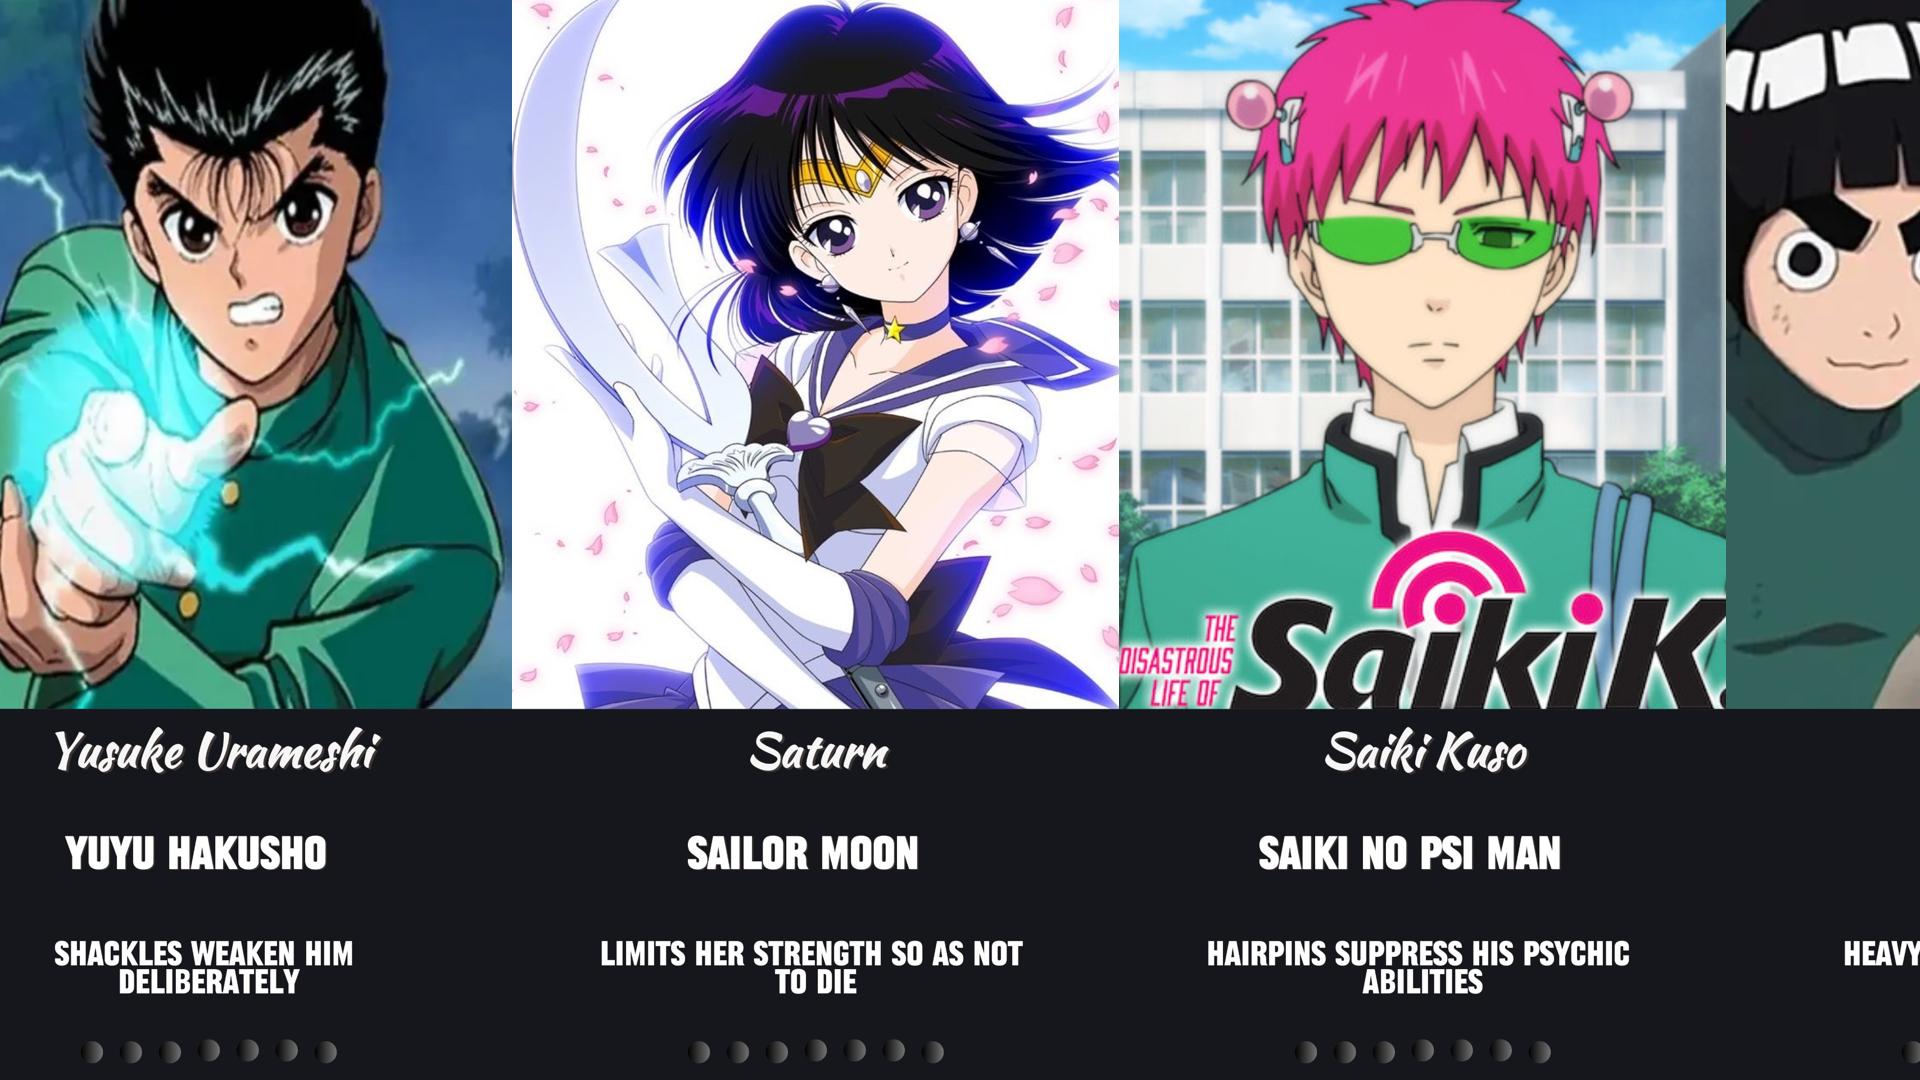 THE
DISASTROUS
LIFE OF
Saiki K.
Yusuke Urameshi
Saturn
Saiki Kuso
YUYU HAKUSHO
SAILOR MOON
SAIKI NO PSI MAN
SHACKLES WEAKEN HIM
DELIBERATELY
LIMITS HER STRENGTH SO AS NOT
TO DIE
HAIRPINS SUPPRESS HIS PSYCHIC
ABILITIES
HEAVY